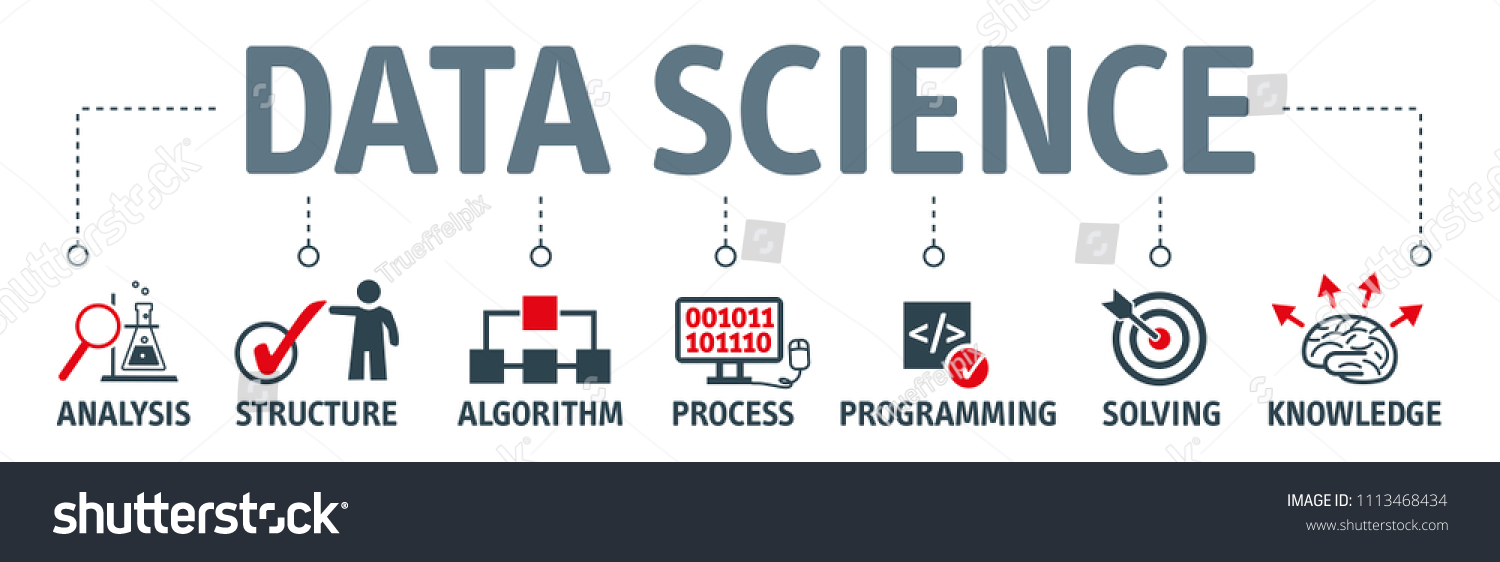 DATA SCIENCE
001011
101110
</>
ANALYSIS STRUCTURE ALGORITHM PROCESS PROGRAMMING SOLVING KNOWLEDGE
shutterstock
Trueffelpix
shutterstock®
IMAGE ID: 1113468434
www.shutterstock.com